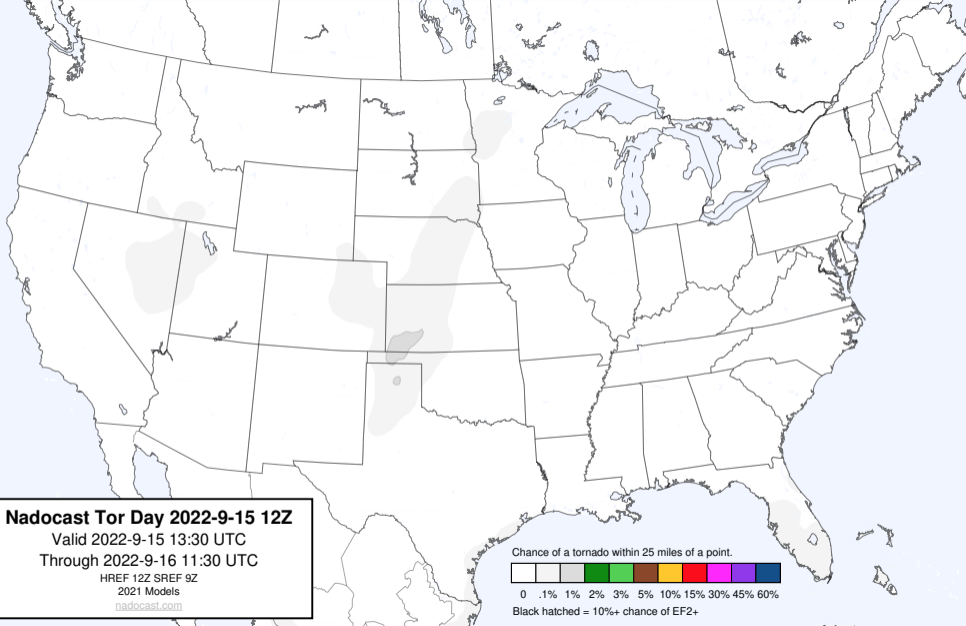 Nadocast Tor Day 2022-9-15 12Z
Valid 2022-9-15 13:30 UTC
Through 2022-9-16 11:30 UTC
HREF 12Z SREF 9Z
2021 Models
nadocast.com
Chance of a tornado within 25 miles of a point.
0 .1% 1% 2% 3% 5% 10% 15% 30% 45% 60%
Black hatched = 10%+ chance of EF2+